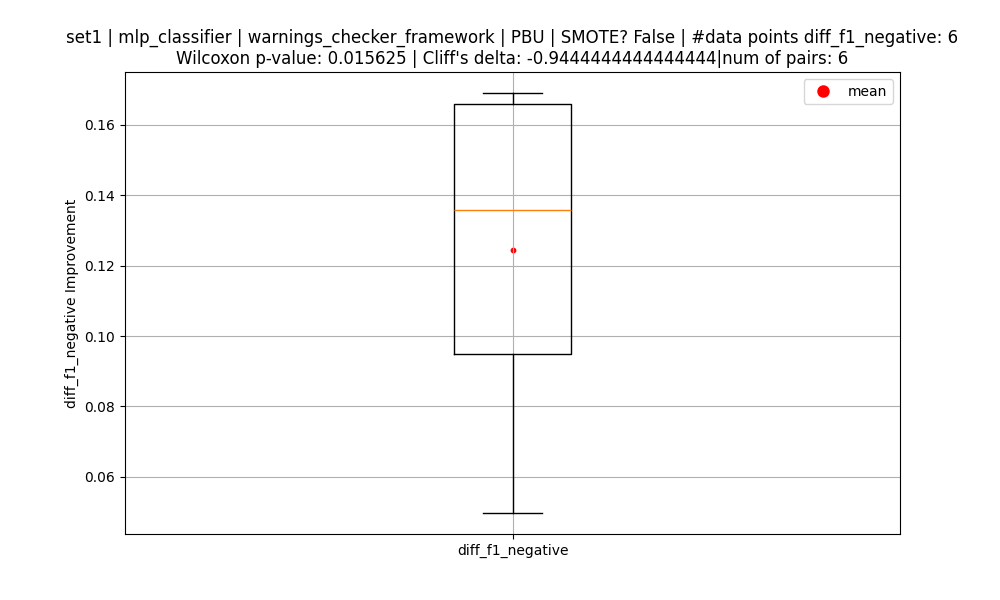 set1 | mlp_classifier | warnings_checker_framework | PBU | SMOTE? False | #data points diff_f1_negative: 6
Wilcoxon p-value: 0.015625 | Cliff's delta: -0.9444444444444444|num of pairs: 6
mean
0.16
0.14
0.12
0.10
0.08
0.06
diff_f1_negative Improvement
diff_f1_negative